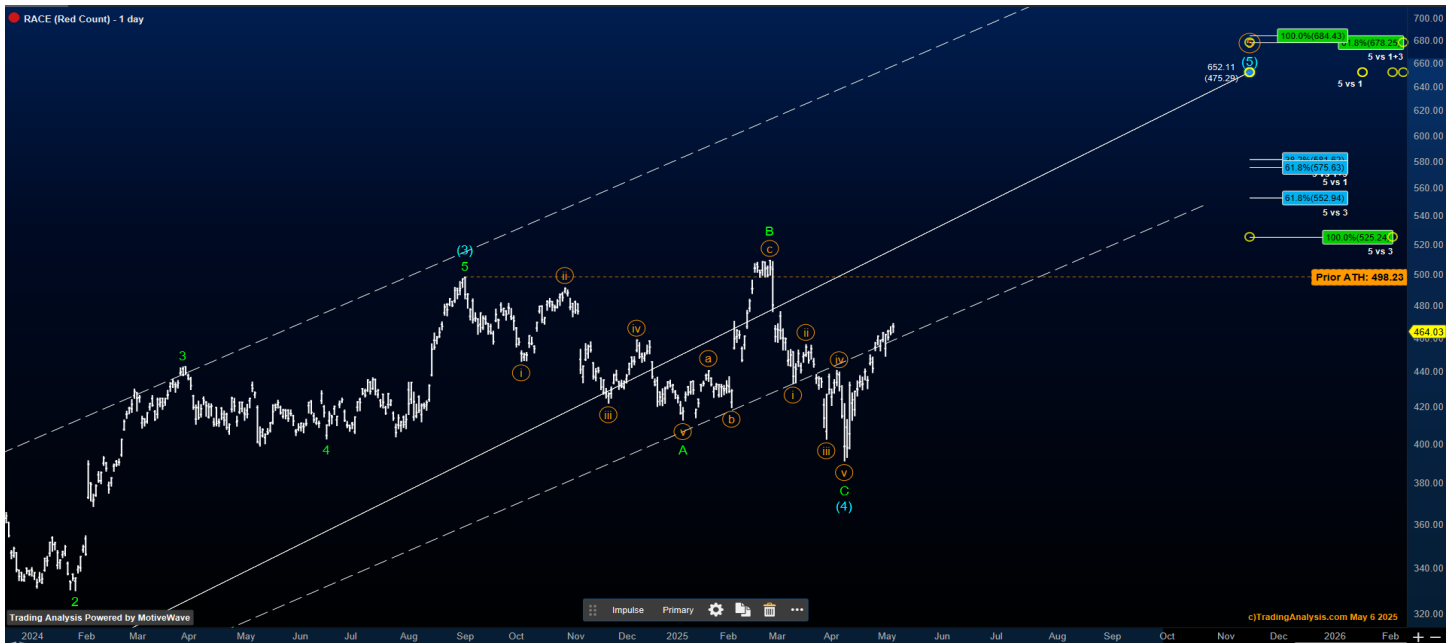 RACE (Red Count) - 1 day
700.00
680.00
660.00
640.00
620.00
600.00
580.00
560.00
540.00
520.00
500.00
480.00
460.00
440.00
420.00
400.00
380.00
360.00
340.00
320.00
100.0%(684.43)
61.8%(678.25)
5 vs 1+3
(5)
652.11
(475.29)
5 vs 1
61.8%(575.63)
5 vs 1
61.8%(552.94)
5 vs 3
100.0%(525.24)
5 vs 3
Prior ATH: 498.23
464.03
B
c
(3)
5
ii
i
iv
iii
a
b
v
A
3
4
2
ii
i
iv
iii
v
C
(4)
Impulse Primary
Trading Analysis Powered by MotiveWave
c)TradingAnalysis.com May 6 2025
2024 Feb Mar Apr May Jun Jul Aug Sep Oct Nov Dec 2025 Feb Mar Apr May Jun Jul Aug Sep Oct Nov Dec 2026 Feb